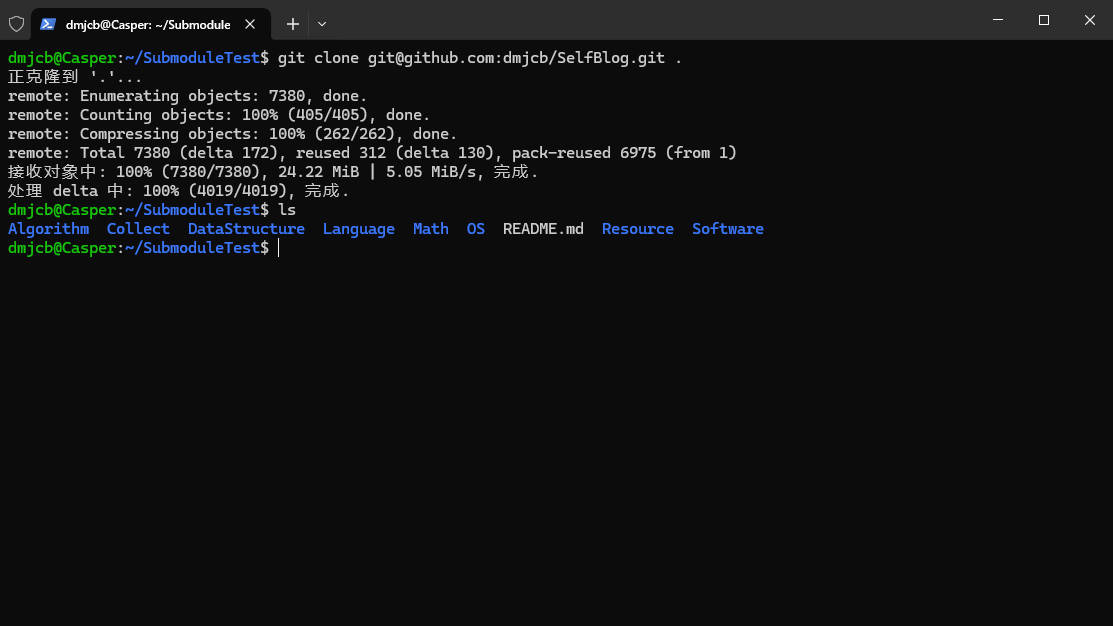 dmjcb@Casper: ~/Submodule
dmjcb@Casper:~/SubmoduleTest$ git clone git@github.com:dmjcb/SelfBlog.git .
正克隆到 '.'...
remote: Enumerating objects: 7380, done.
remote: Counting objects: 100% (405/405), done.
remote: Compressing objects: 100% (262/262), done.
remote: Total 7380 (delta 172), reused 312 (delta 130), pack-reused 6975 (from 1)
接收对象中: 100% (7380/7380), 24.22 MiB | 5.05 MiB/s, 完成.
处理 delta 中: 100% (4019/4019), 完成.
dmjcb@Casper:~/SubmoduleTest$ ls
Algorithm  Collect  DataStructure  Language  Math  OS  README.md  Resource  Software
dmjcb@Casper:~/SubmoduleTest$